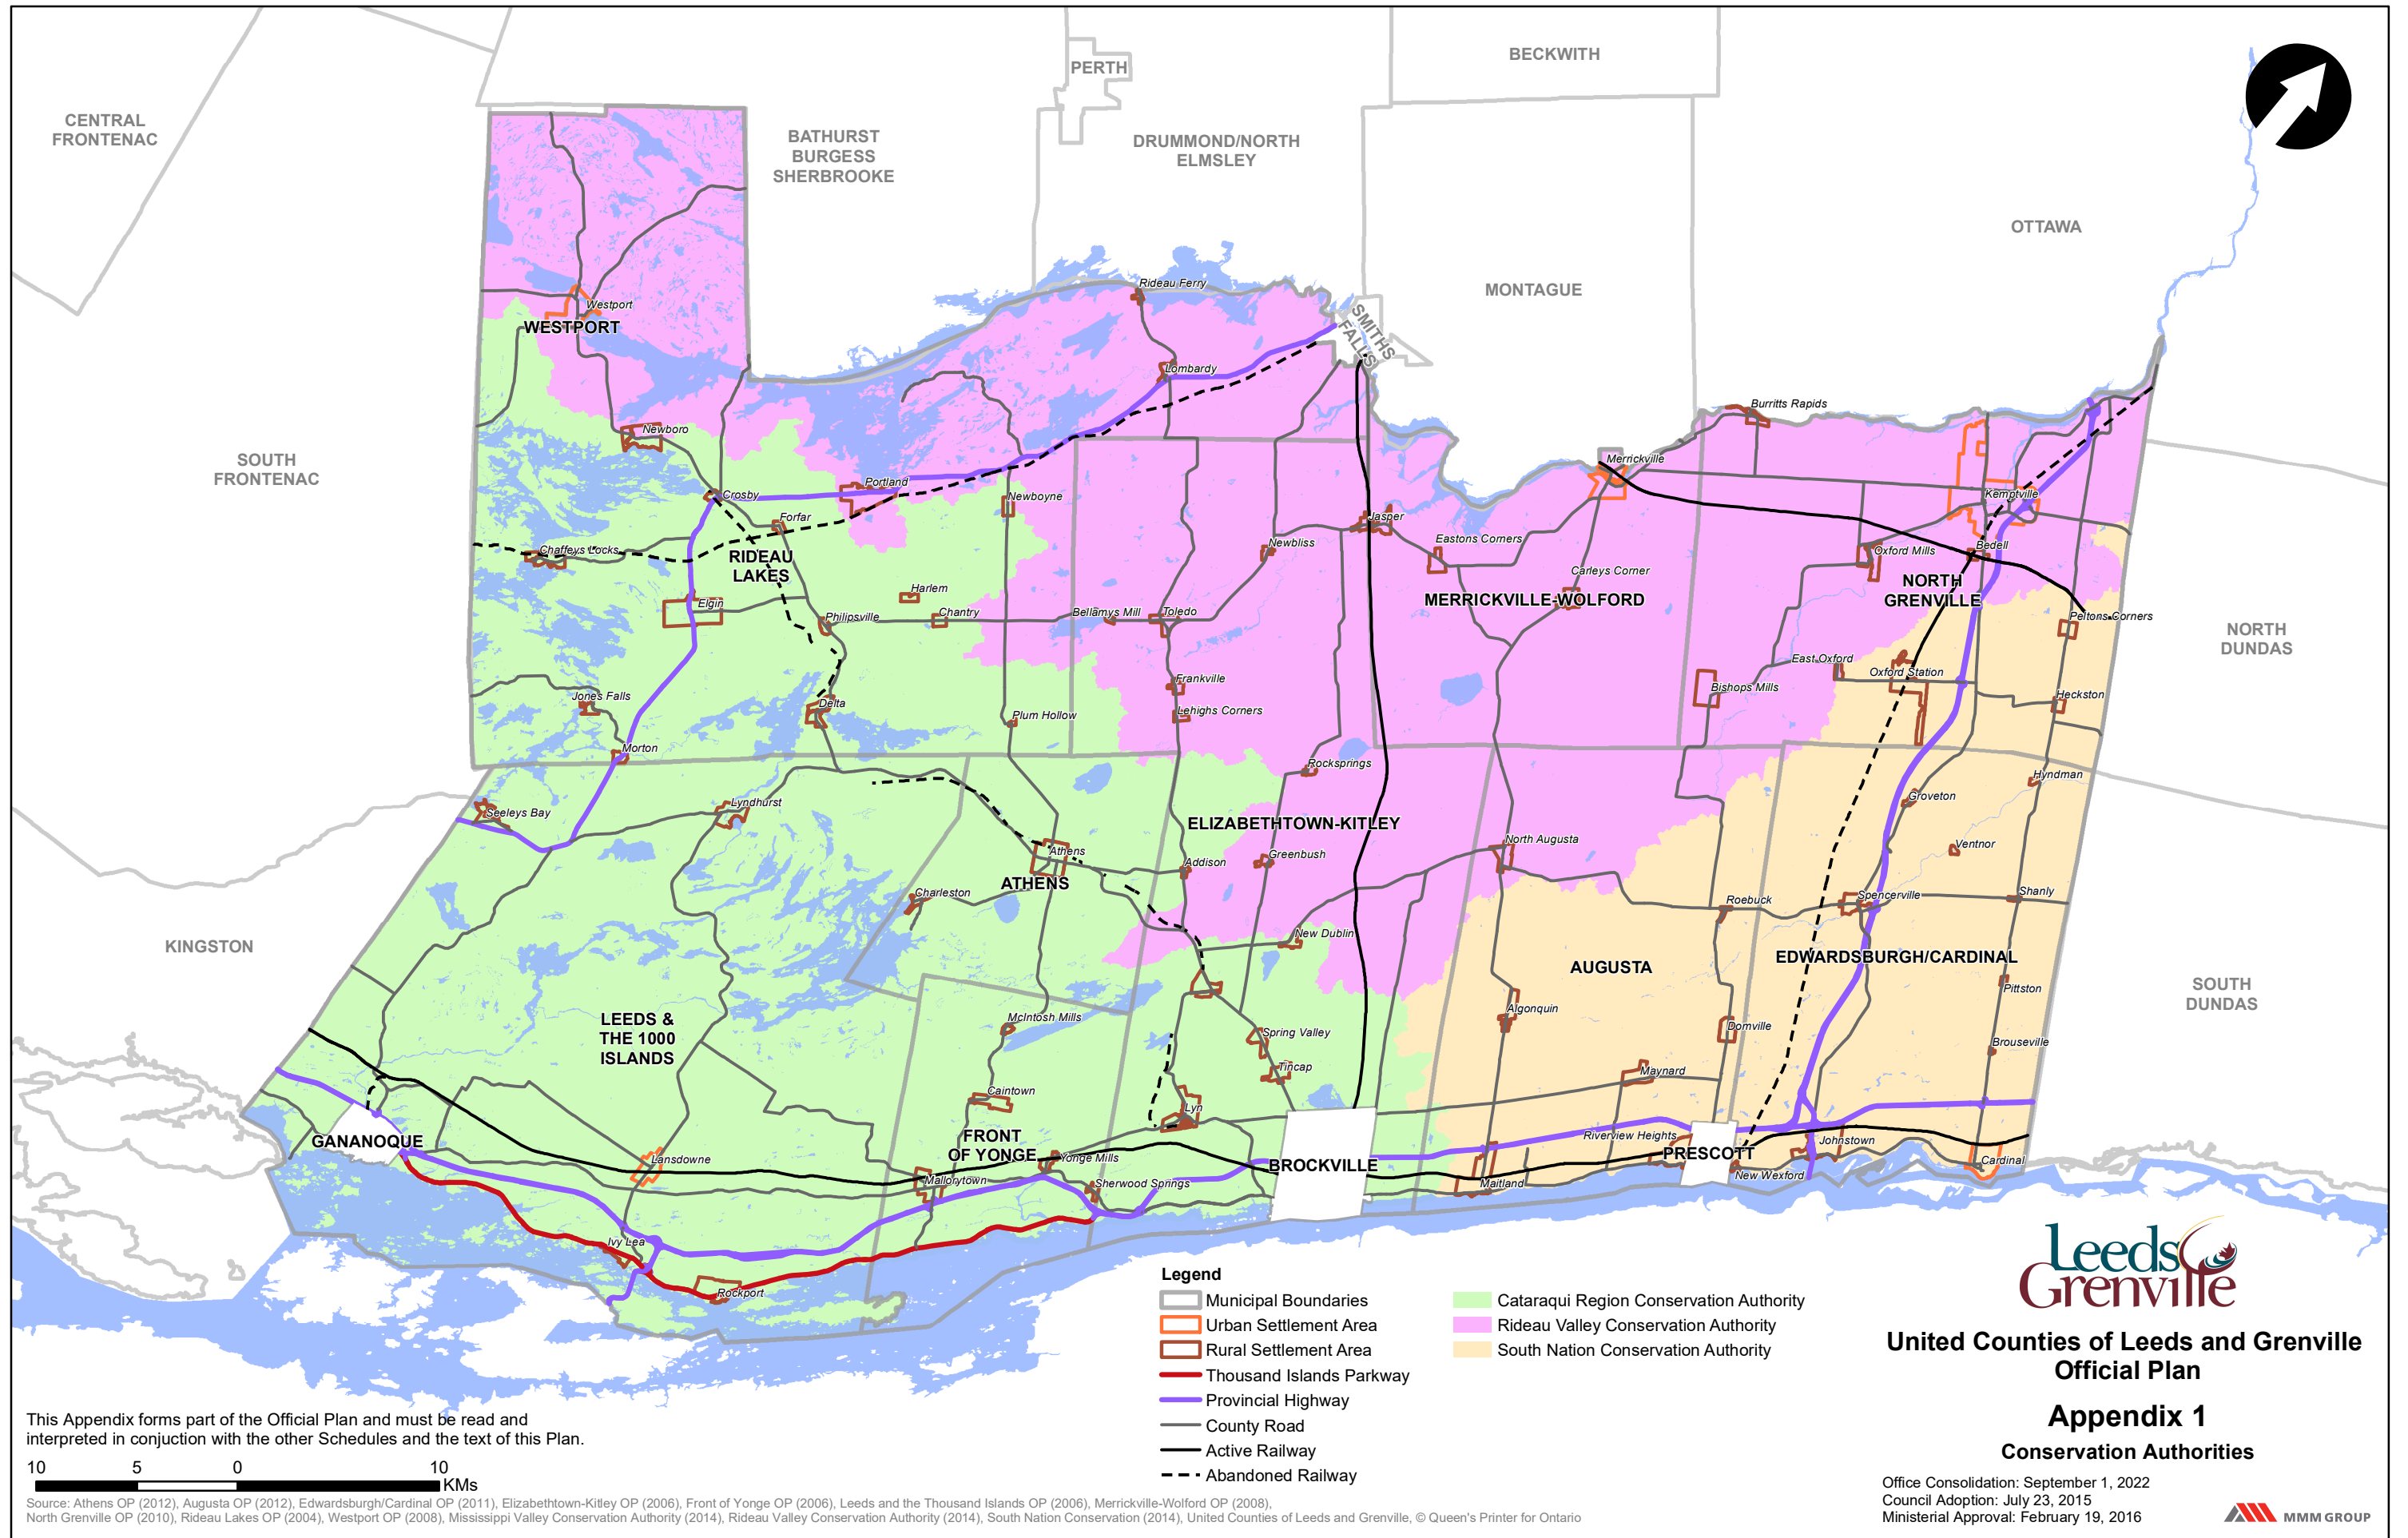 PERTH
BECKWITH
CENTRAL
FRONTENAC
BATHURST
BURGESS
SHERBROOKE
DRUMMOND/NORTH
ELMSLEY
OTTAWA
MONTAGUE
SMITHS
FALLS
SOUTH
FRONTENAC
NORTH
DUNDAS
KINGSTON
SOUTH
DUNDAS
Rideau Ferry
Westport
WESTPORT
Lombardy
Burritts Rapids
Newboro
Merrickville
Crosby
Portland
Newboyne
Kemptville
Forfar
Jasper
Eastons Corners
Newbliss
Chaffeys Locks
RIDEAU
LAKES
Oxford Mills
Bedell
Carleys Corner
NORTH
GRENVILLE
MERRICKVILLE-WOLFORD
Harlem
Elgin
Philipsville
Chantry
Bellamys Mill
Toledo
Peltons Corners
East Oxford
Oxford Station
Frankville
Bishops Mills
Jones Falls
Delta
Plum Hollow
Lehighs Corners
Heckston
Morton
Rocksprings
Hyndman
Groveton
Seeleys Bay
Lyndhurst
ELIZABETHTOWN-KITLEY
North Augusta
Ventnor
Athens
Addison
Greenbush
ATHENS
Charleston
Roebuck
Spencerville
Shanly
New Dublin
EDWARDSBURGH/CARDINAL
AUGUSTA
Pittston
Algonquin
LEEDS &
THE 1000
ISLANDS
McIntosh Mills
Spring Valley
Domville
Brouseville
Tincap
Maynard
Caintown
Lyn
GANANOQUE
FRONT
OF YONGE
Riverview Heights
Johnstown
PRESCOTT
Lansdowne
Yonge Mills
BROCKVILLE
Cardinal
Mallorytown
Sherwood Springs
Maitland
New Wexford
Ivy Lea
Rockport
Legend
Municipal Boundaries
Urban Settlement Area
Rural Settlement Area
Thousand Islands Parkway
Provincial Highway
County Road
Active Railway
Abandoned Railway
Cataraqui Region Conservation Authority
Rideau Valley Conservation Authority
South Nation Conservation Authority
Leeds
Grenville
United Counties of Leeds and Grenville
Official Plan
Appendix 1
Conservation Authorities
Office Consolidation: September 1, 2022
Council Adoption: July 23, 2015
Ministerial Approval: February 19, 2016
MMM GROUP
This Appendix forms part of the Official Plan and must be read and
interpreted in conjuction with the other Schedules and the text of this Plan.
10 5 0 10
KMs
Source: Athens OP (2012), Augusta OP (2012), Edwardsburgh/Cardinal OP (2011), Elizabethtown-Kitley OP (2006), Front of Yonge OP (2006), Leeds and the Thousand Islands OP (2006), Merrickville-Wolford OP (2008),
North Grenville OP (2010), Rideau Lakes OP (2004), Westport OP (2008), Mississippi Valley Conservation Authority (2014), Rideau Valley Conservation Authority (2014), South Nation Conservation (2014), United Counties of Leeds and Grenville, © Queen's Printer for Ontario